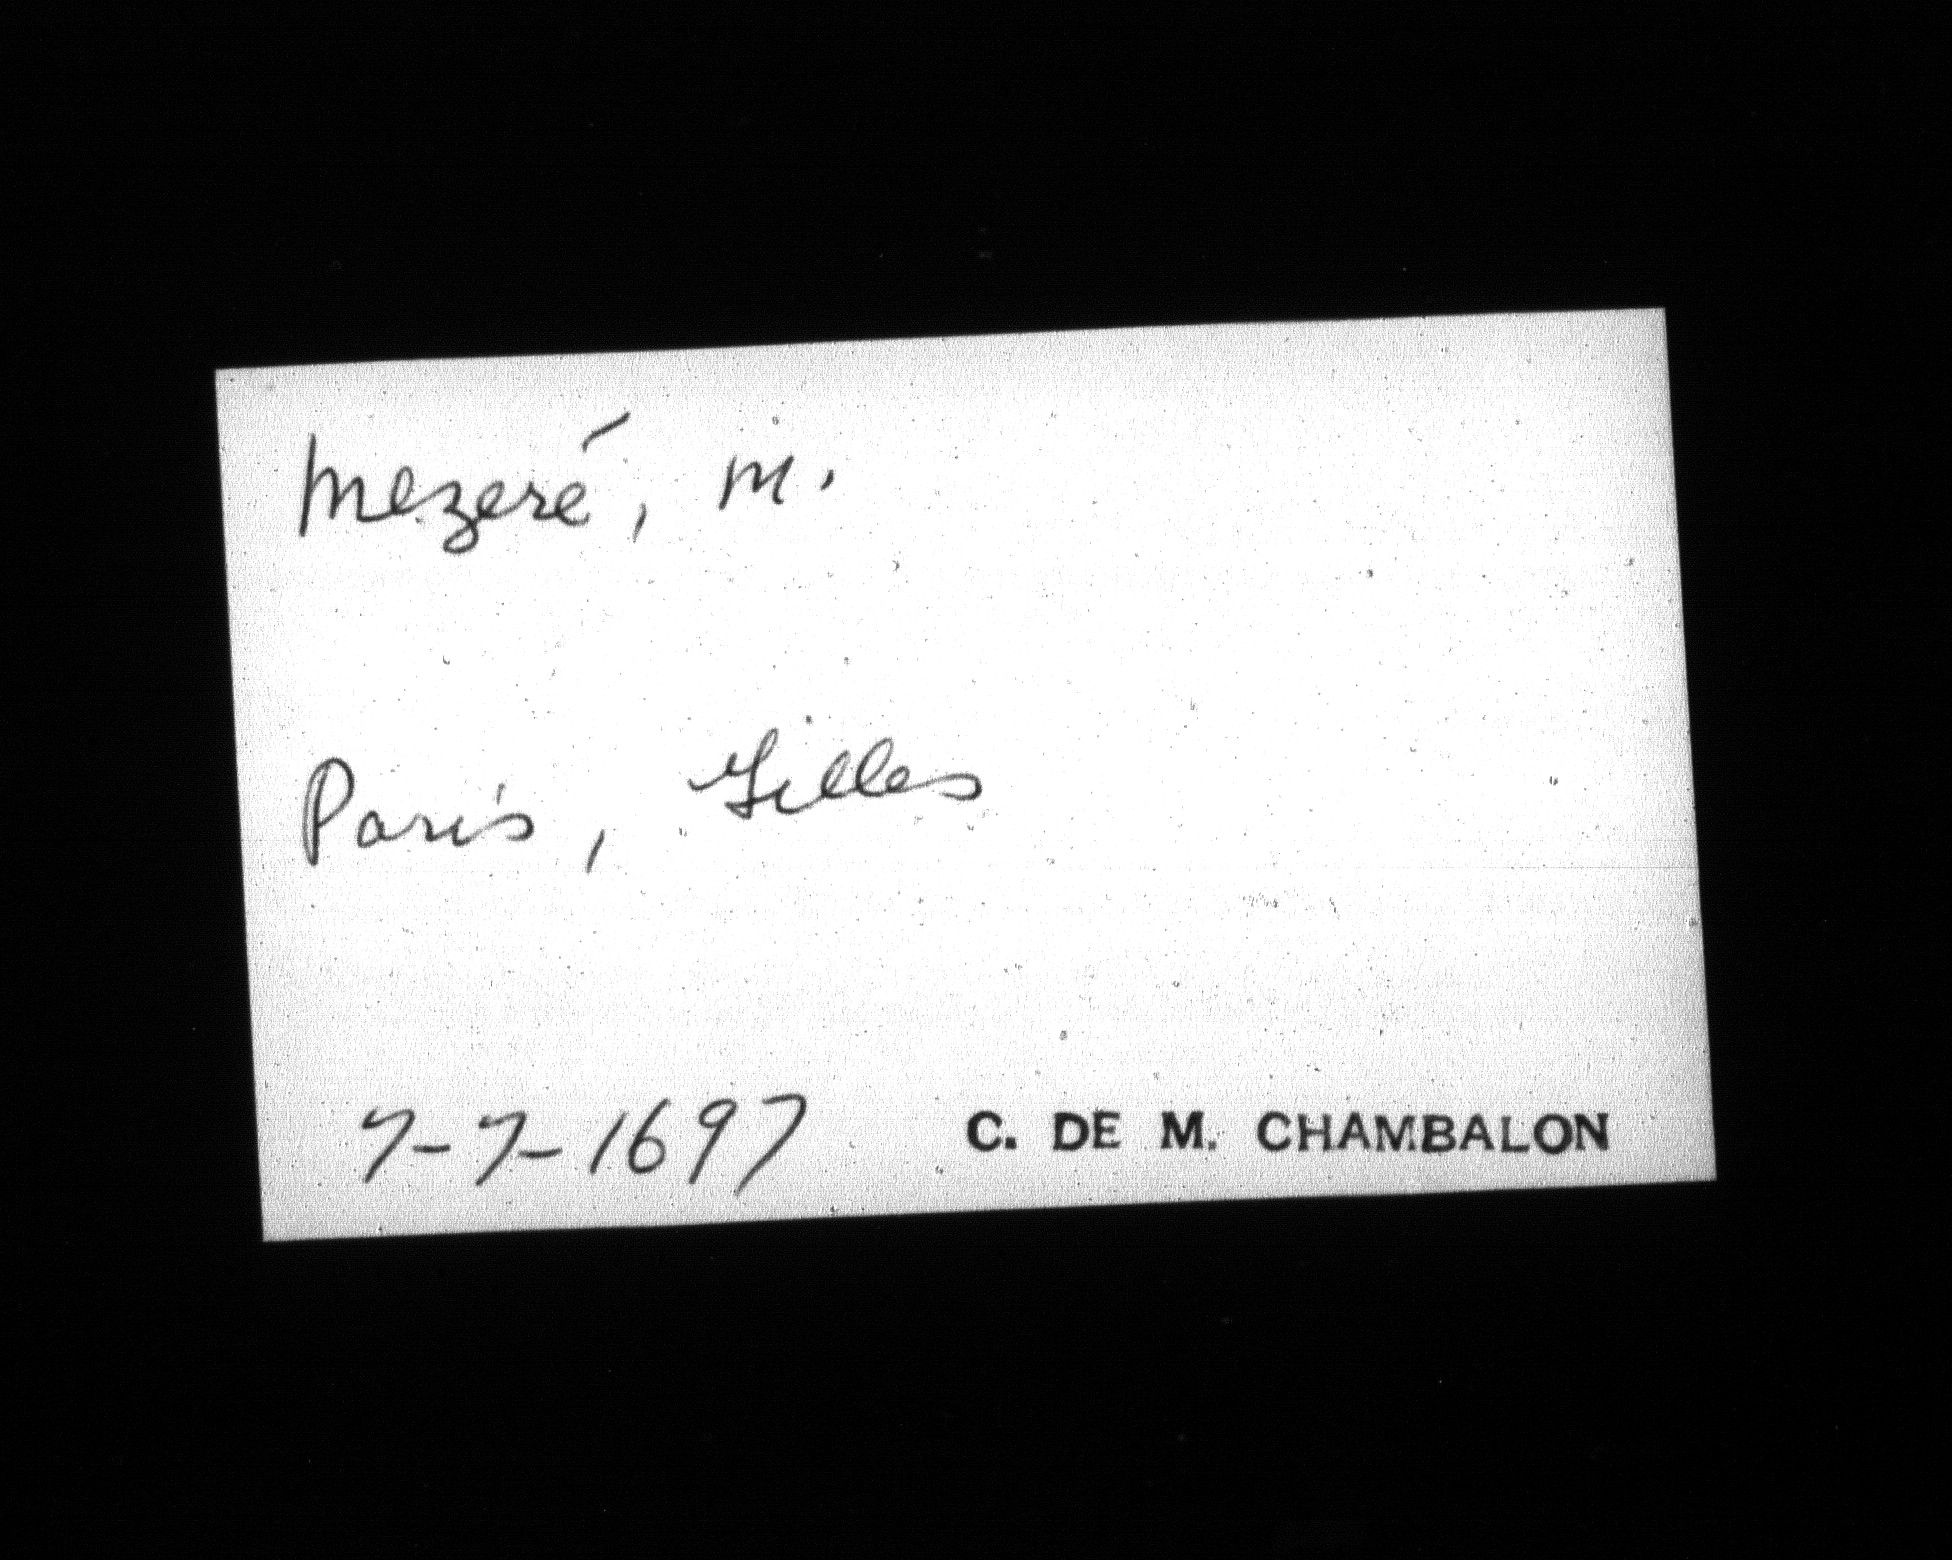 Mezeré, M.
Paris, Gilles
7-7-1697 C. DE M. CHAMBALON